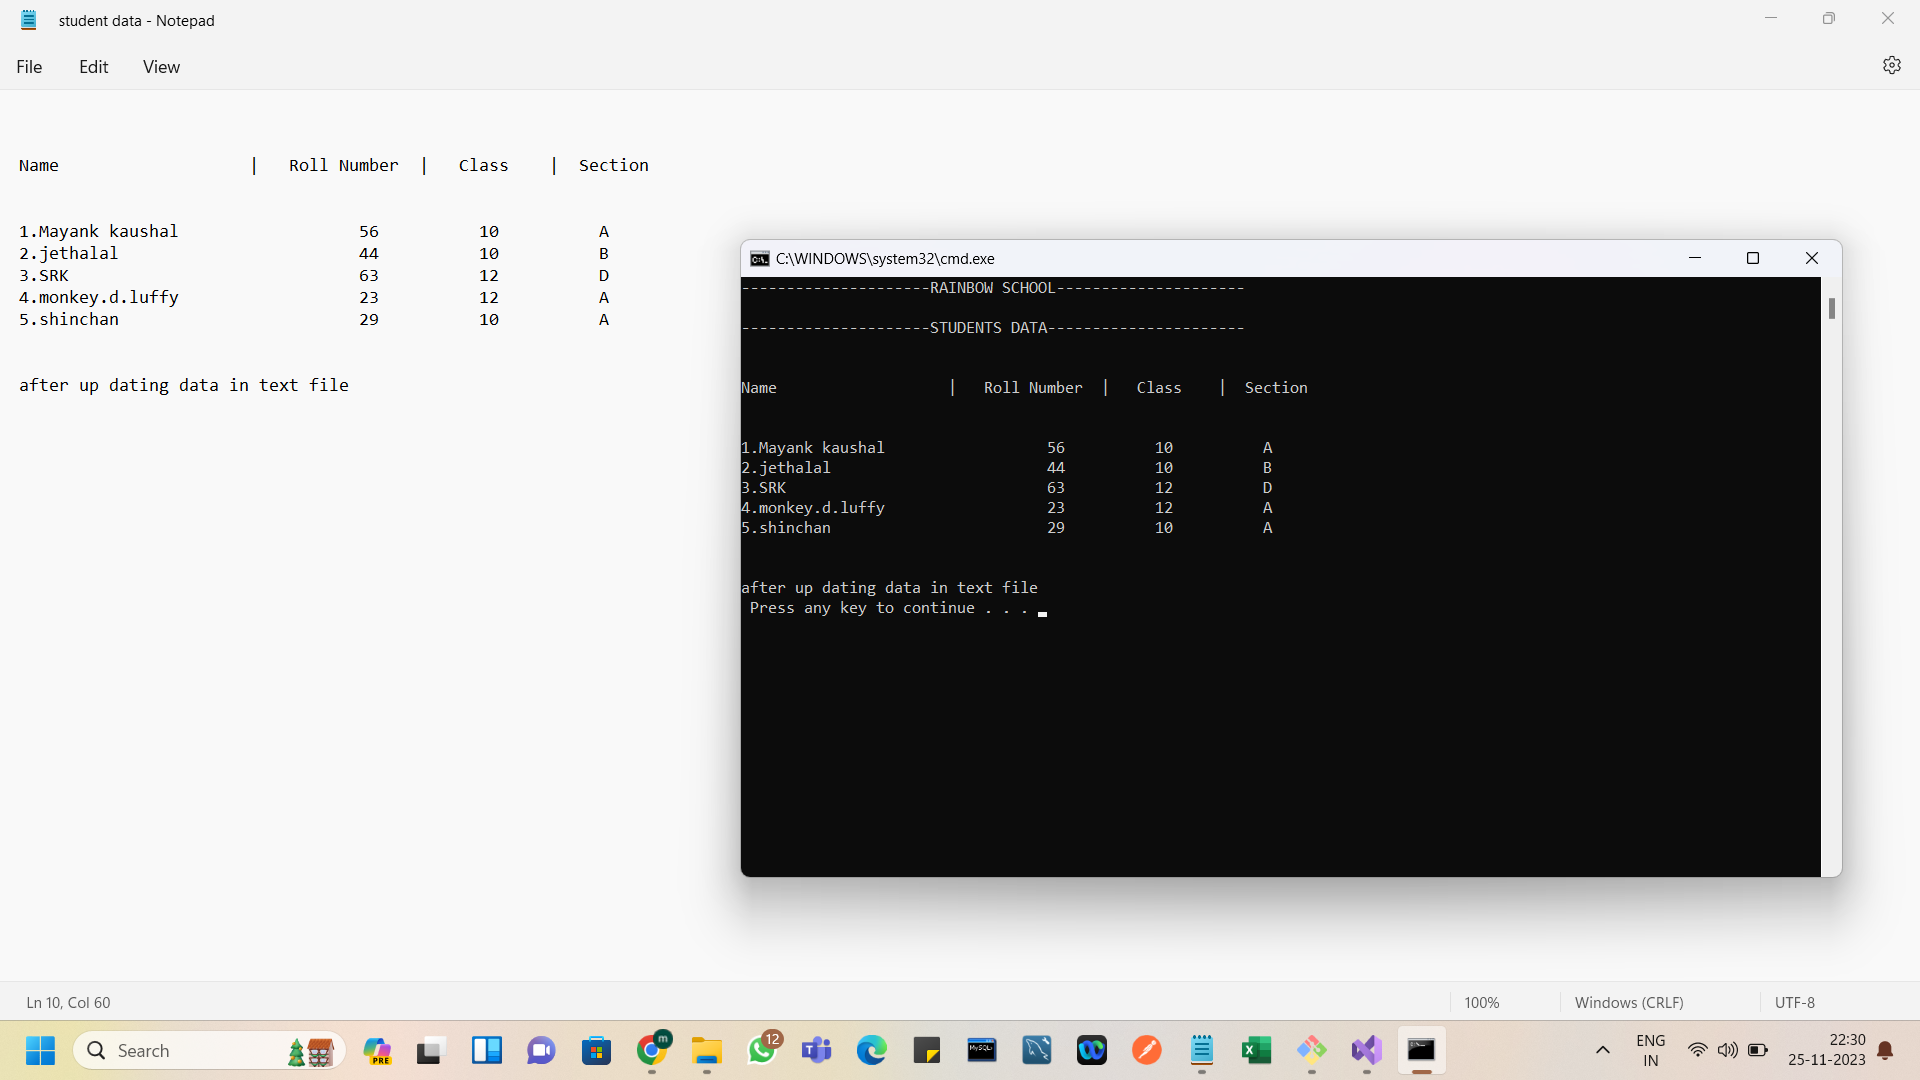 student data - Notepad
File Edit View
Name | Roll Number | Class | Section
1.Mayank kaushal 56 10 A
2.jethalal 44 10 B
3.SRK 63 12 D
4.monkey.d.luffy 23 12 A
5.shinchan 29 10 A
after up dating data in text file
C:\WINDOWS\system32\cmd.exe
---------------------RAINBOW SCHOOL---------------------
---------------------STUDENTS DATA----------------------
Name | Roll Number | Class | Section
1.Mayank kaushal 56 10 A
2.jethalal 44 10 B
3.SRK 63 12 D
4.monkey.d.luffy 23 12 A
5.shinchan 29 10 A
after up dating data in text file
Press any key to continue . . .
Ln 10, Col 60 100% Windows (CRLF) UTF-8
Search PRE m 12 MySQL ENG 22:30
IN 25-11-2023